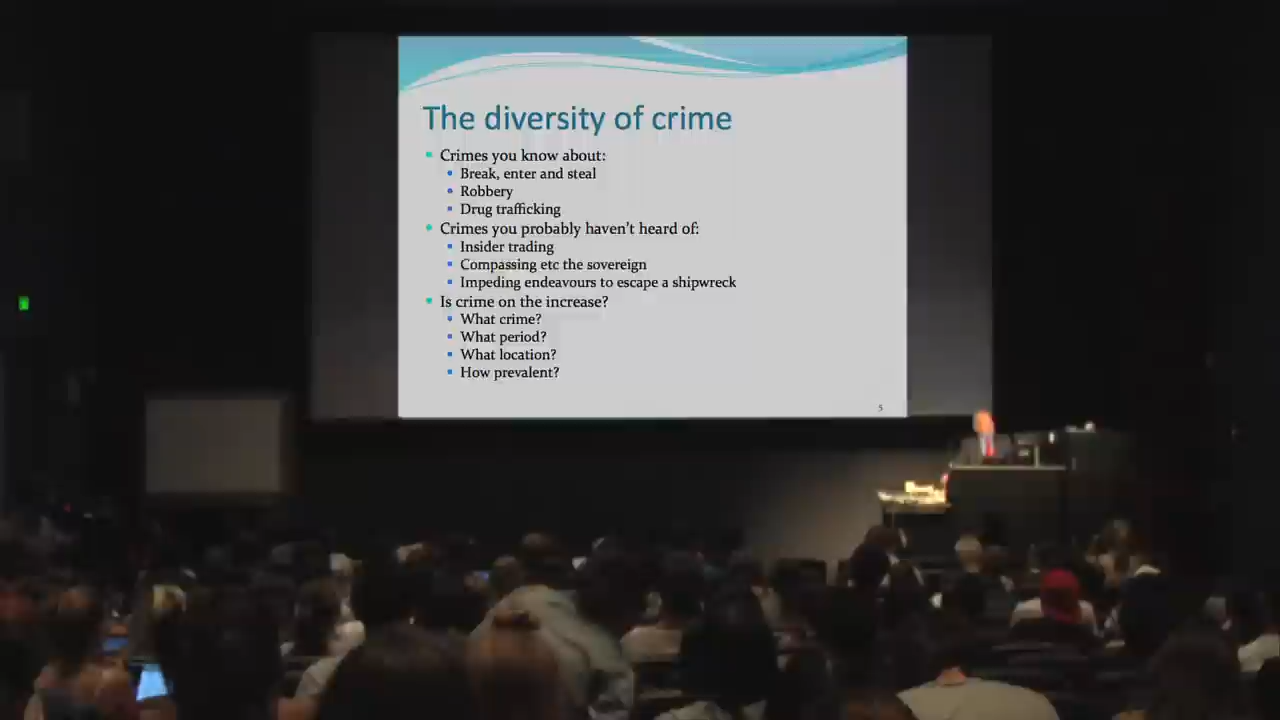 The diversity of crime
Crimes you know about:
Break, enter and steal
Robbery
Drug trafficking
Crimes you probably haven't heard of:
Insider trading
Compassing etc the sovereign
Impeding endeavours to escape a shipwreck
Is crime on the increase?
What crime?
What period?
What location?
How prevalent?
5